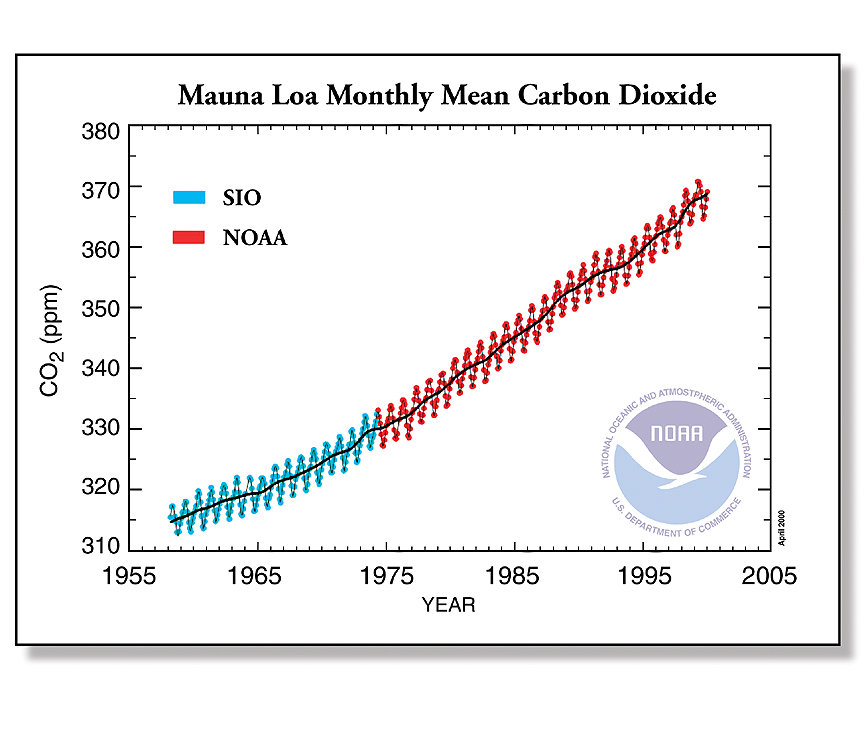 Mauna Loa Monthly Mean Carbon Dioxide
380
370
360
350
340
330
320
310
CO2 (ppm)
SIO
NOAA
1955
1965
1975
1985
1995
2005
YEAR
NATIONAL OCEANIC AND ATMOSTPHERIC ADMINISTRATION
NOAA
U.S. DEPARTMENT OF COMMERCE
April 2000